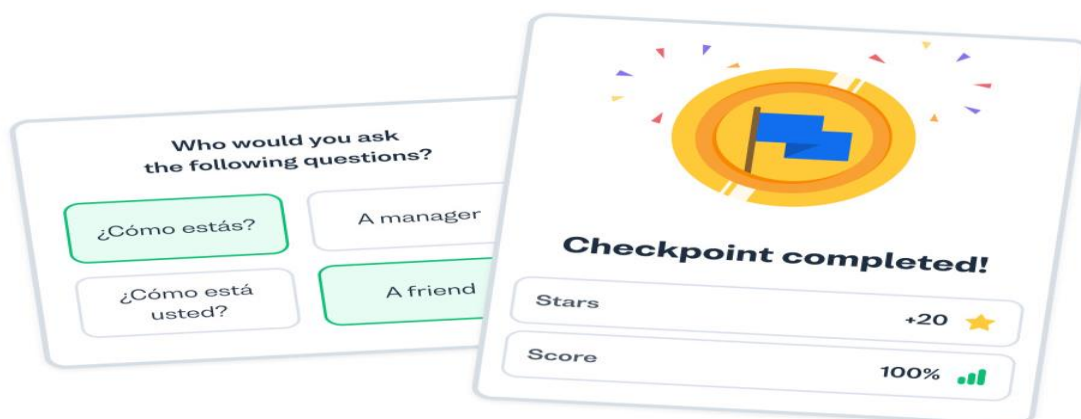 Who would you ask
the following questions?
¿Cómo estás?
A manager
¿Cómo está
usted?
A friend
Checkpoint completed!
Stars
+20
Score
100%